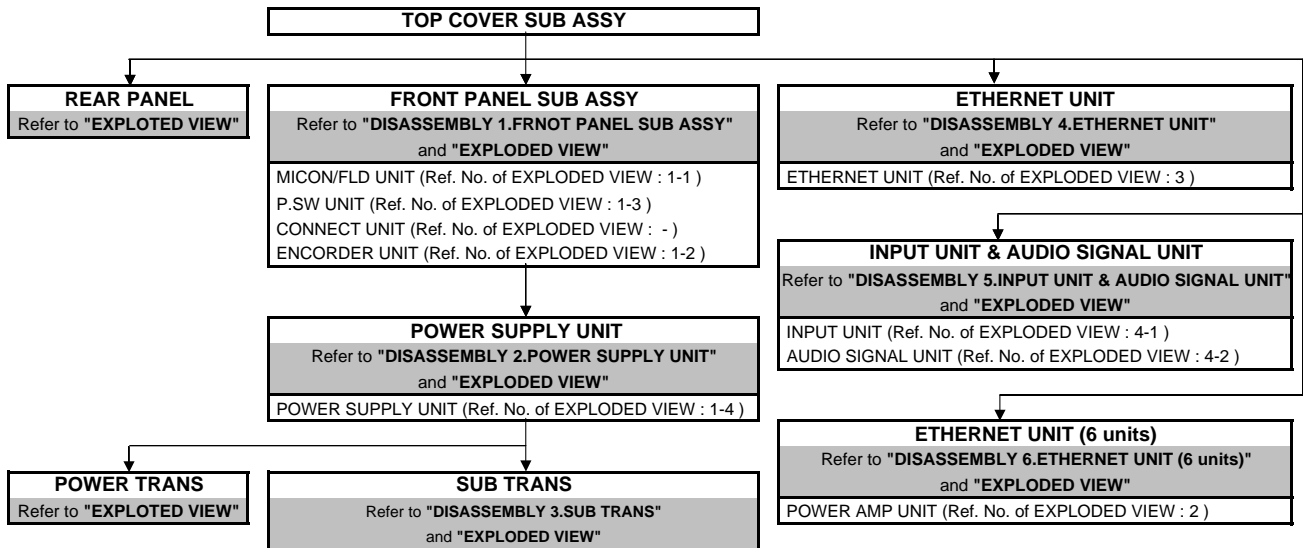 TOP COVER SUB ASSY
REAR PANEL
Refer to "EXPLOTED VIEW"
FRONT PANEL SUB ASSY
Refer to "DISASSEMBLY 1.FRNOT PANEL SUB ASSY"
and "EXPLODED VIEW"
MICON/FLD UNIT (Ref. No. of EXPLODED VIEW : 1-1 )
P.SW UNIT (Ref. No. of EXPLODED VIEW : 1-3 )
CONNECT UNIT (Ref. No. of EXPLODED VIEW : - )
ENCORDER UNIT (Ref. No. of EXPLODED VIEW : 1-2 )
ETHERNET UNIT
Refer to "DISASSEMBLY 4.ETHERNET UNIT"
and "EXPLODED VIEW"
ETHERNET UNIT (Ref. No. of EXPLODED VIEW : 3 )
INPUT UNIT & AUDIO SIGNAL UNIT
Refer to "DISASSEMBLY 5.INPUT UNIT & AUDIO SIGNAL UNIT"
and "EXPLODED VIEW"
INPUT UNIT (Ref. No. of EXPLODED VIEW : 4-1 )
AUDIO SIGNAL UNIT (Ref. No. of EXPLODED VIEW : 4-2 )
POWER SUPPLY UNIT
Refer to "DISASSEMBLY 2.POWER SUPPLY UNIT"
and "EXPLODED VIEW"
POWER SUPPLY UNIT (Ref. No. of EXPLODED VIEW : 1-4 )
ETHERNET UNIT (6 units)
Refer to "DISASSEMBLY 6.ETHERNET UNIT (6 units)"
and "EXPLODED VIEW"
POWER AMP UNIT (Ref. No. of EXPLODED VIEW : 2 )
POWER TRANS
Refer to "EXPLOTED VIEW"
SUB TRANS
Refer to "DISASSEMBLY 3.SUB TRANS"
and "EXPLODED VIEW"